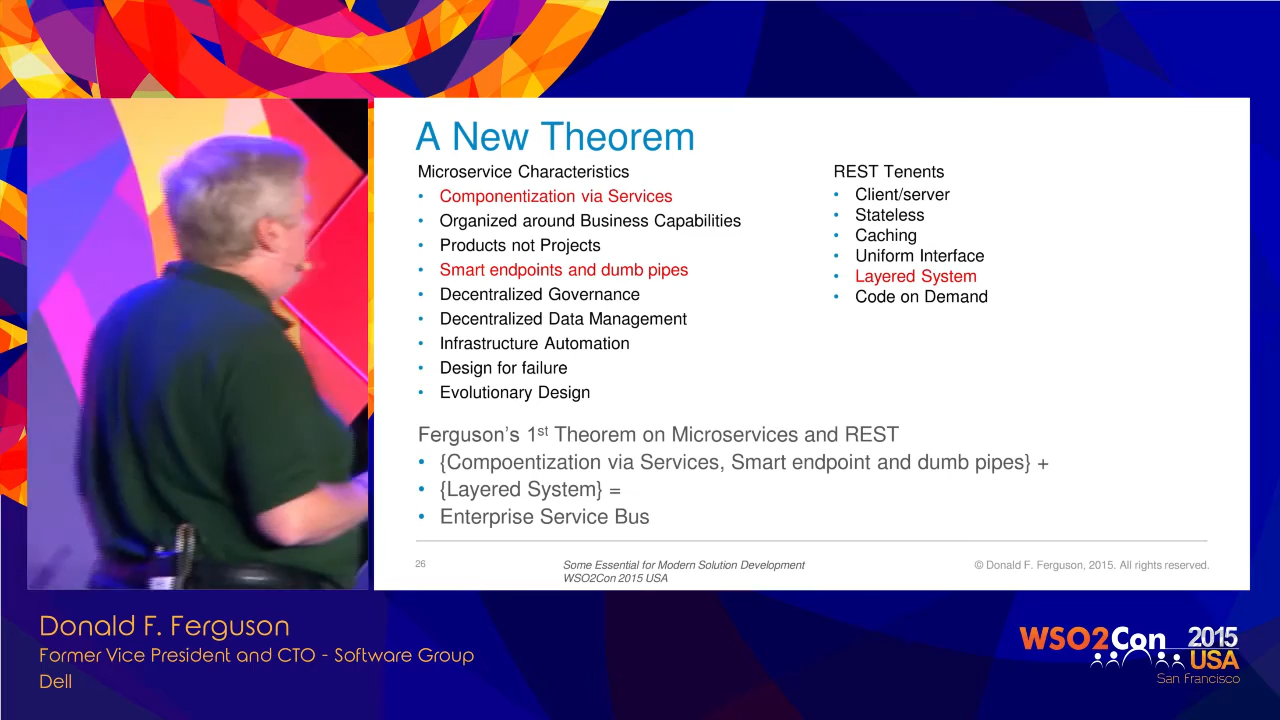 A New Theorem
Microservice Characteristics
• Componentization via Services
• Organized around Business Capabilities
• Products not Projects
• Smart endpoints and dumb pipes
• Decentralized Governance
• Decentralized Data Management
• Infrastructure Automation
• Design for failure
• Evolutionary Design
REST Tenents
• Client/server
• Stateless
• Caching
• Uniform Interface
• Layered System
• Code on Demand
Ferguson's 1st Theorem on Microservices and REST
• {Compoentization via Services, Smart endpoint and dumb pipes} +
• {Layered System} =
• Enterprise Service Bus
26
Some Essential for Modern Solution Development
WSO2Con 2015 USA
© Donald F. Ferguson, 2015. All rights reserved.
Donald F. Ferguson
Former Vice President and CTO - Software Group
Dell
WSO2Con 2015
USA
San Francisco